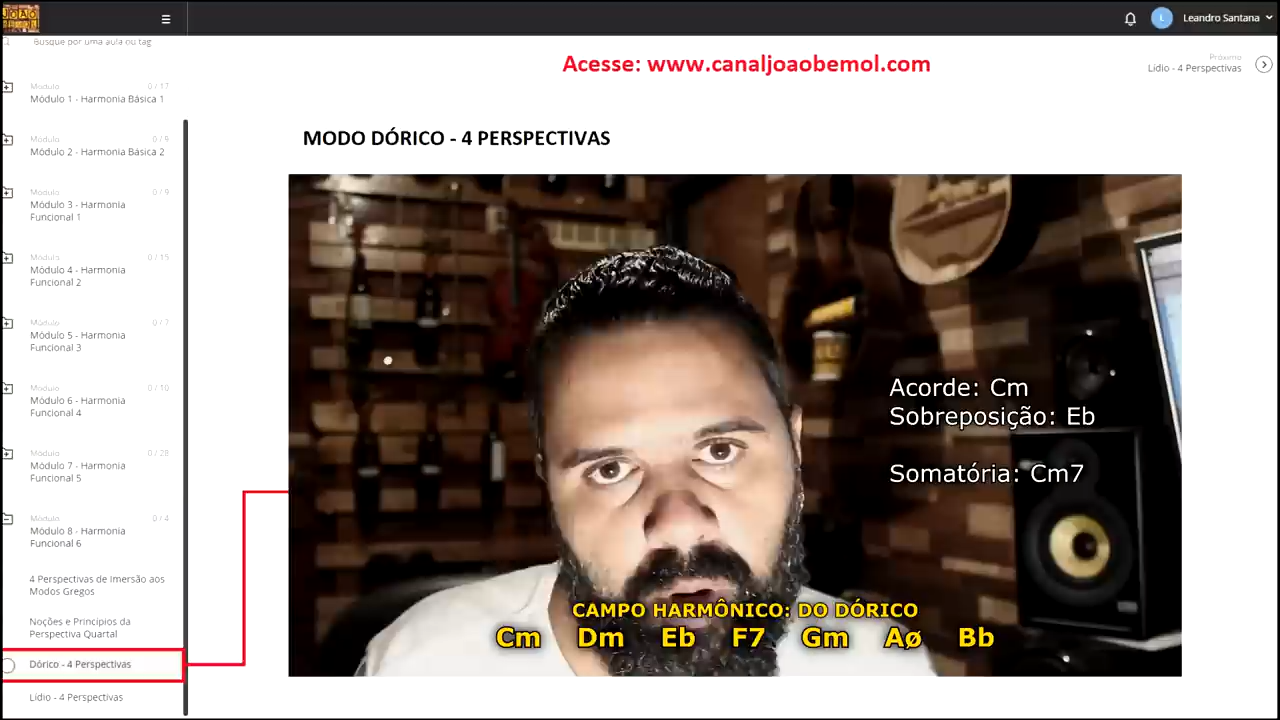 JOÃO
Leandro Santana
Busque por uma aula ou tag
Acesse: www.canaljoaobemol.com
Próximo
Lídio - 4 Perspectivas
Módulo 0 / 17
Módulo 1 - Harmonia Básica 1
MODO DÓRICO - 4 PERSPECTIVAS
Módulo 0 / 9
Módulo 2 - Harmonia Básica 2
Módulo 0 / 9
Módulo 3 - Harmonia
Funcional 1
Módulo 0 / 15
Módulo 4 - Harmonia
Funcional 2
Módulo 0 / 7
Módulo 5 - Harmonia
Funcional 3
Módulo 0 / 10
Módulo 6 - Harmonia
Funcional 4
Módulo 0 / 28
Módulo 7 - Harmonia
Funcional 5
Módulo 0 / 4
Módulo 8 - Harmonia
Funcional 6
4 Perspectivas de Imersão aos
Modos Gregos
Noções e Princípios da
Perspectiva Quartal
Dórico - 4 Perspectivas
Lídio - 4 Perspectivas
Acorde: Cm
Sobreposição: Eb
Somatória: Cm7
CAMPO HARMÔNICO: DO DÓRICO
Cm Dm Eb F7 Gm Aø Bb